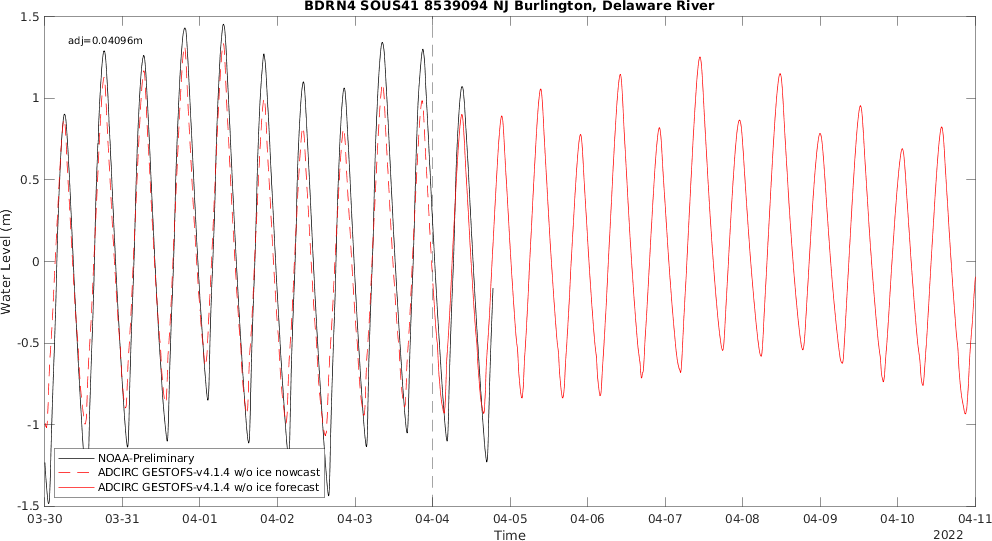 BDRN4 SOUS41 8539094 NJ Burlington, Delaware River
1.5
adj=0.04096m
1
0.5
0
-0.5
-1
-1.5
Water Level (m)
NOAA-Preliminary
ADCIRC GESTOFS-v4.1.4 w/o ice nowcast
ADCIRC GESTOFS-v4.1.4 w/o ice forecast
03-30 03-31 04-01 04-02 04-03 04-04 04-05 04-06 04-07 04-08 04-09 04-10 04-11
Time
2022